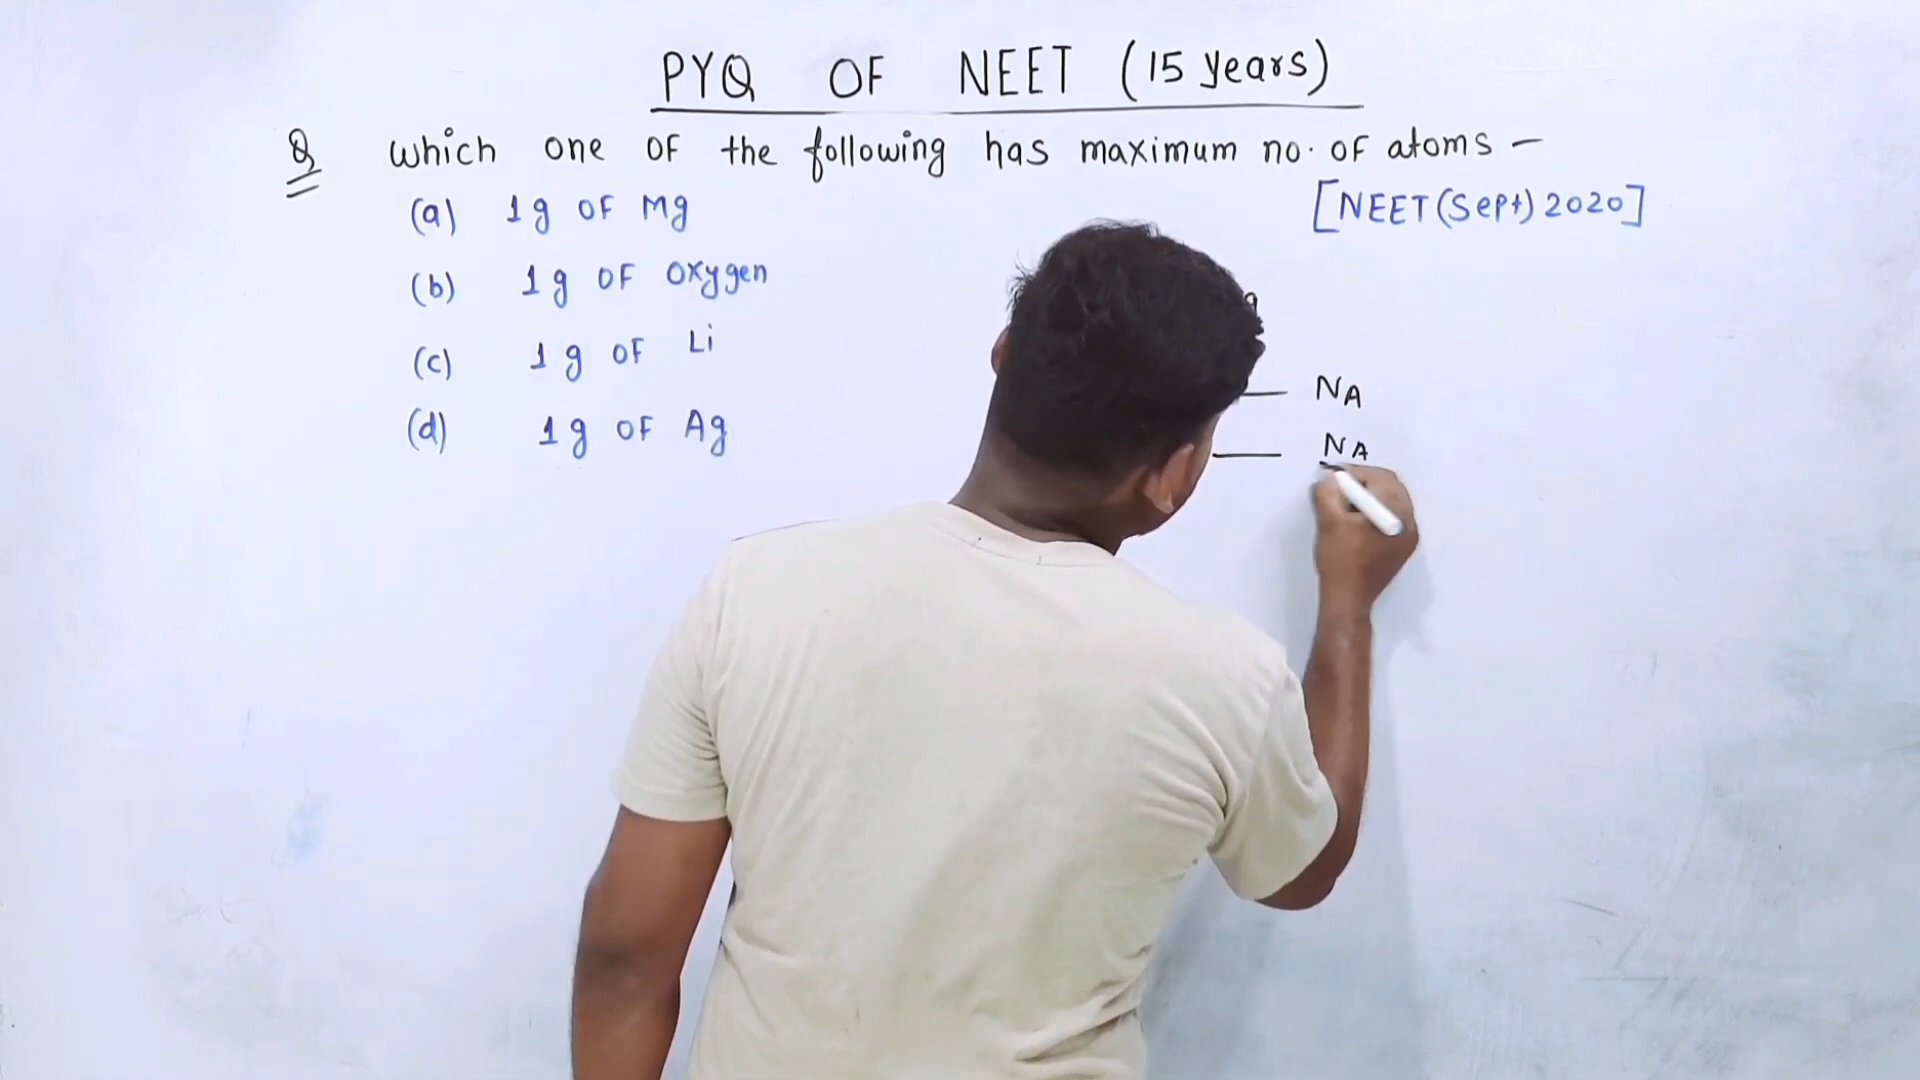 PYQ OF NEET (15 years)
Q which one of the following has maximum no. of atoms –
(a) 1g of Mg [NEET(Sept) 2020]
(b) 1g of Oxygen
(c) 1g of Li
(d) 1g of Ag
— NA
— NA